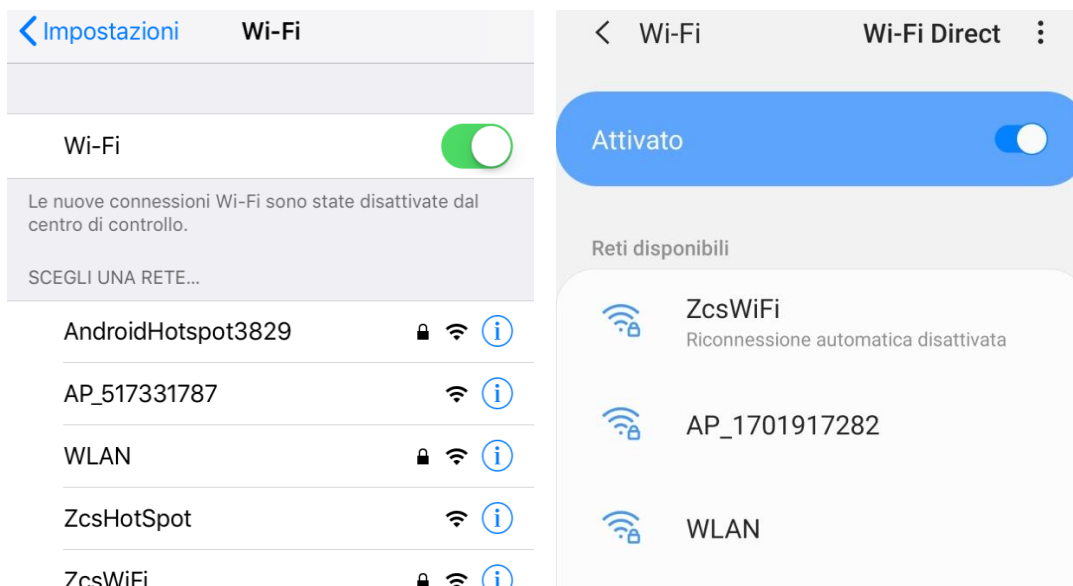 Impostazioni Wi-Fi
Wi-Fi
Le nuove connessioni Wi-Fi sono state disattivate dal
centro di controllo.
SCEGLI UNA RETE...
AndroidHotspot3829
AP_517331787
WLAN
ZcsHotSpot
ZcsWiFi
Wi-Fi Wi-Fi Direct
Attivato
Reti disponibili
ZcsWiFi
Riconnessione automatica disattivata
AP_1701917282
WLAN